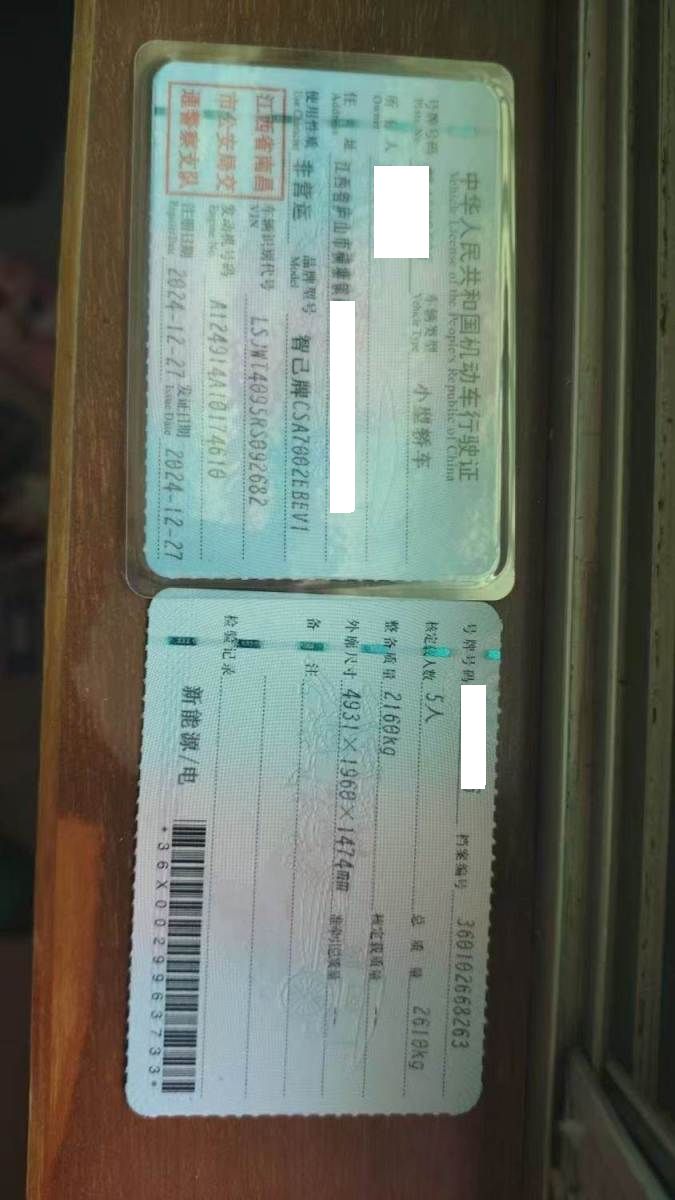 中华人民共和国机动车行驶证
Vehicle License of the People's Republic of China
号牌号码
Plate No.
车辆类型 小型轿车
Vehicle Type
所有人
Owner
住址 江西省庐山市
Address
使用性质 非营运 品牌型号 智己牌CSA7002EBEV1
Use Character Model
江西省南昌
市公安局交
通警察支队
车辆识别代号 LSJWT4095RS092682
VIN
发动机号码 A124914A10174610
Engine No.
注册日期 2024-12-27 发证日期 2024-12-27
Register Date Issue Date
号牌号码 档案编号 360102668263
核定载人数 5人 总质量 2610kg
整备质量 2160kg 核定载质量 --
外廓尺寸 4931×1960×1474mm 准牵引总质量 --
备注
检验记录
新能源/电
*36X0029963733*